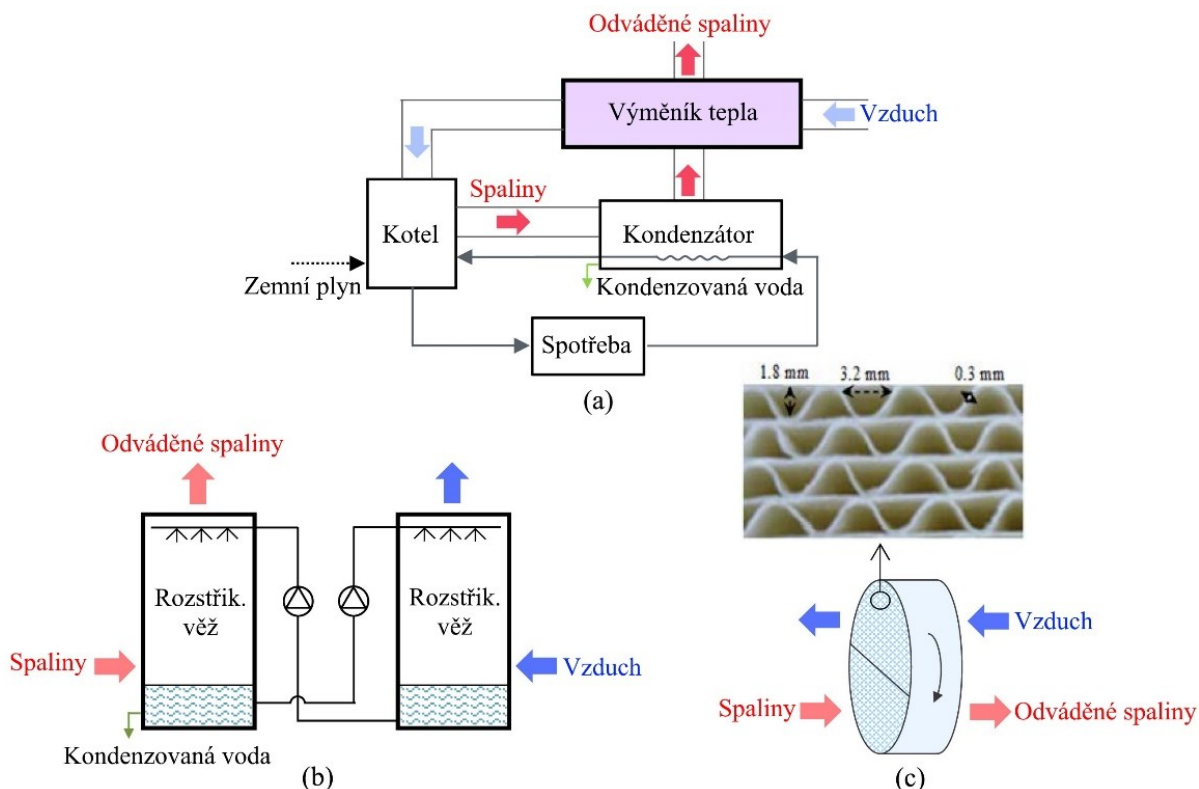 Odváděné spaliny
Výměník tepla
Vzduch
Spaliny
Kotel
Kondenzátor
Zemní plyn
Kondenzovaná voda
Spotřeba
(a)
1.8 mm
3.2 mm
0.3 mm
Odváděné spaliny
Rozstřik.
věž
Rozstřik.
věž
Spaliny
Vzduch
Kondenzovaná voda
(b)
Vzduch
Spaliny
Odváděné spaliny
(c)